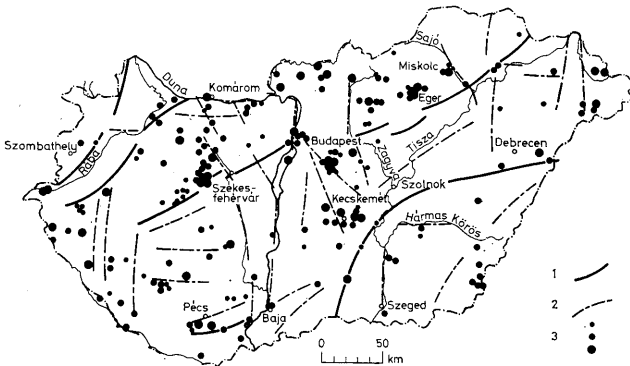 Sajó
Miskolc
Duna
Komárom
Eger
Szombathely
Rába
Budapest
Tisza
Debrecen
Zagyva
Székes-
fehérvár
Szolnok
Kecskemét
Hármas Körös
1
2
3
Pécs
Baja
Szeged
0 50
km